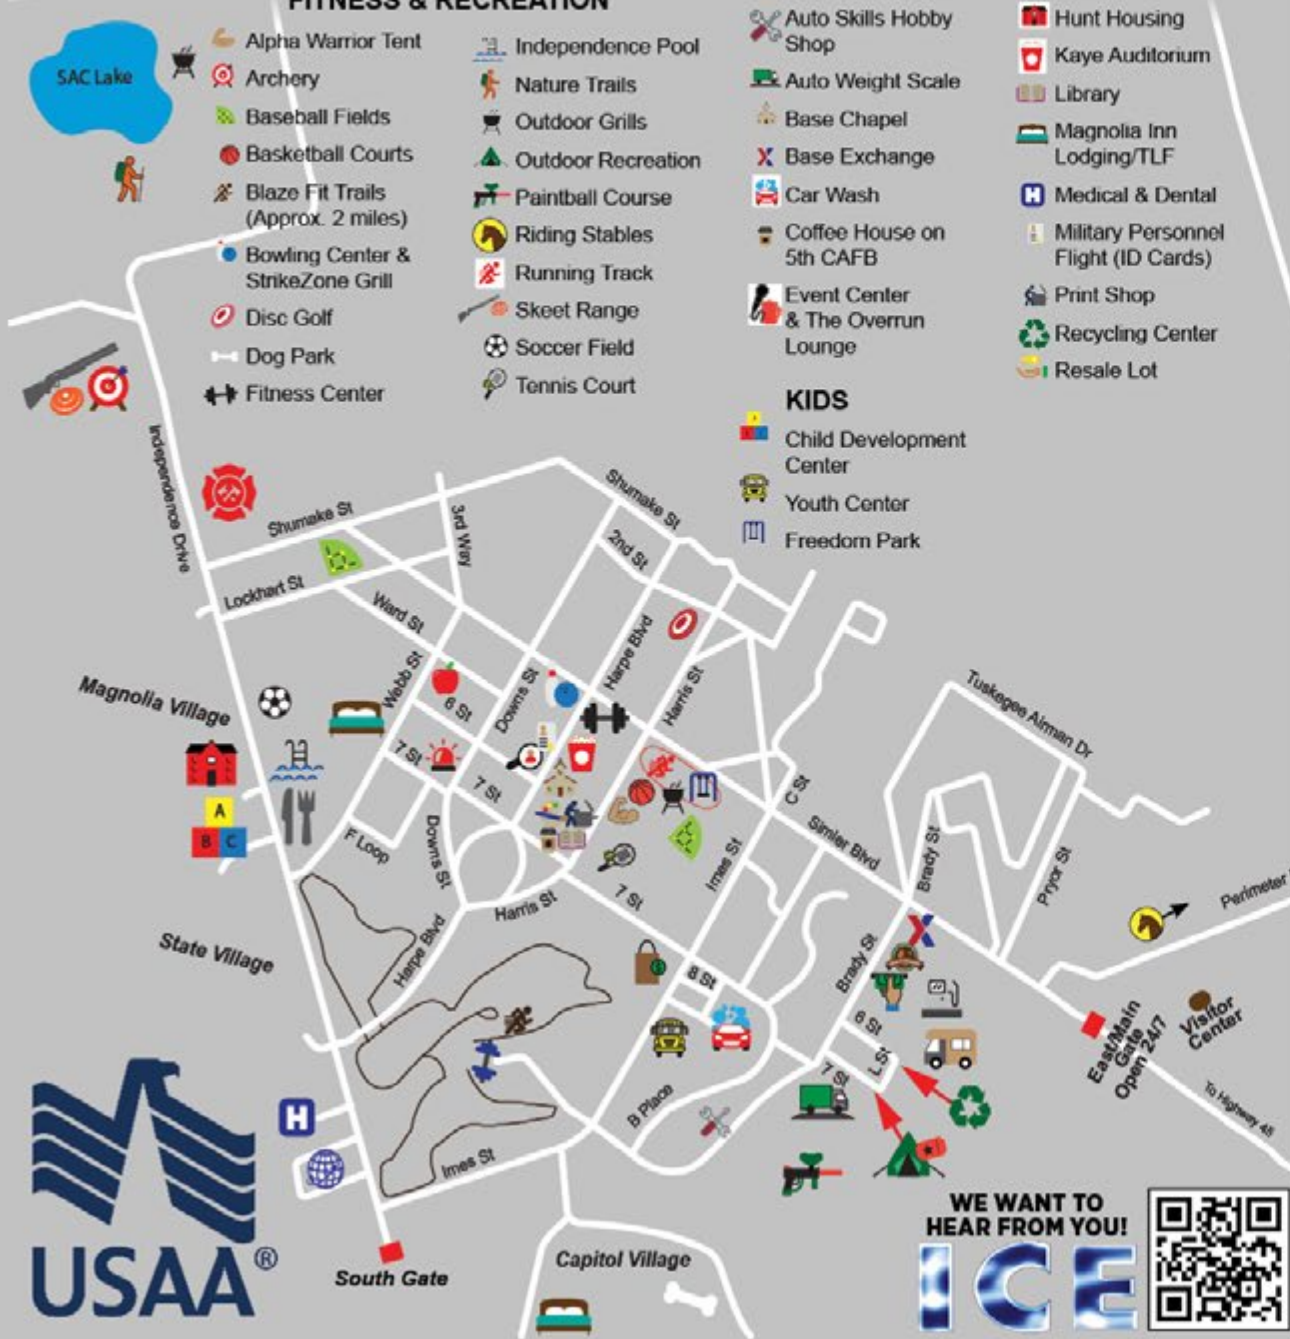 FITNESS & RECREATION
SAC Lake
Alpha Warrior Tent
Archery
Baseball Fields
Basketball Courts
Blaze Fit Trails
(Approx. 2 miles)
Bowling Center &
StrikeZone Grill
Disc Golf
Dog Park
Fitness Center
Independence Pool
Nature Trails
Outdoor Grills
Outdoor Recreation
Paintball Course
Riding Stables
Running Track
Skeet Range
Soccer Field
Tennis Court
Auto Skills Hobby
Shop
Auto Weight Scale
Base Chapel
Base Exchange
Car Wash
Coffee House on
5th CAFB
Event Center
& The Overrun
Lounge
KIDS
Child Development
Center
Youth Center
Freedom Park
Hunt Housing
Kaye Auditorium
Library
Magnolia Inn
Lodging/TLF
Medical & Dental
Military Personnel
Flight (ID Cards)
Print Shop
Recycling Center
Resale Lot
Independence Drive
Shumake St
3rd Way
Shumake St
2nd St
Lockhart St
Ward St
Webb St
Harpe Blvd
Harris St
Downs St
Magnolia Village
6 St
7 St
7 St
Tuskegee Airman Dr
A
B C
F Loop
Downs St
C St
Simler Blvd
Imes St
Brady St
Pryor St
Perimeter
Harris St
7 St
Harpe Blvd
State Village
8 St
Brady St
X
6 St
L St
7 St
East/Main
Gate
Open 24/7
Visitor
Center
To Highway 45
B Place
H
Imes St
USAA®
South Gate
Capitol Village
WE WANT TO
HEAR FROM YOU!
ICE